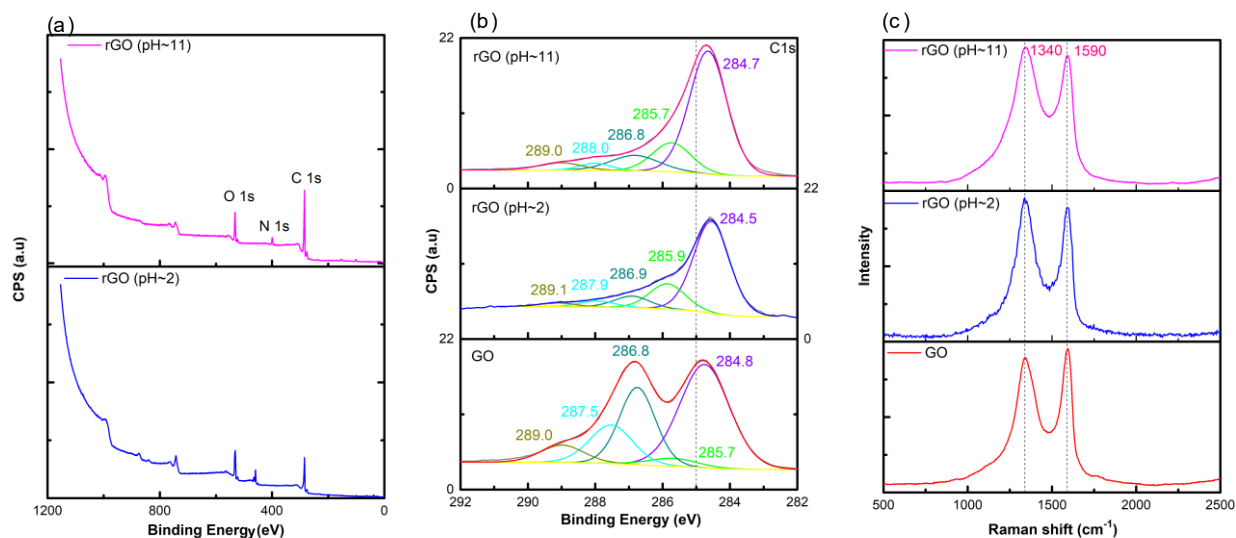 (a)
rGO (pH~11)
O 1s
N 1s
C 1s
rGO (pH~2)
CPS (a.u)
1200
800
400
0
Binding Energy (eV)
(b)
22
C1s
rGO (pH~11)
284.7
285.7
286.8
288.0
289.0
0
22
rGO (pH~2)
284.5
285.9
286.9
287.9
289.1
22
0
GO
286.8
284.8
287.5
289.0
285.7
0
CPS (a.u)
292
290
288
286
284
282
Binding Energy (eV)
(c)
rGO (pH~11)
1340
1590
rGO (pH~2)
GO
Intensity
500
1000
1500
2000
2500
Raman shift (cm⁻¹)